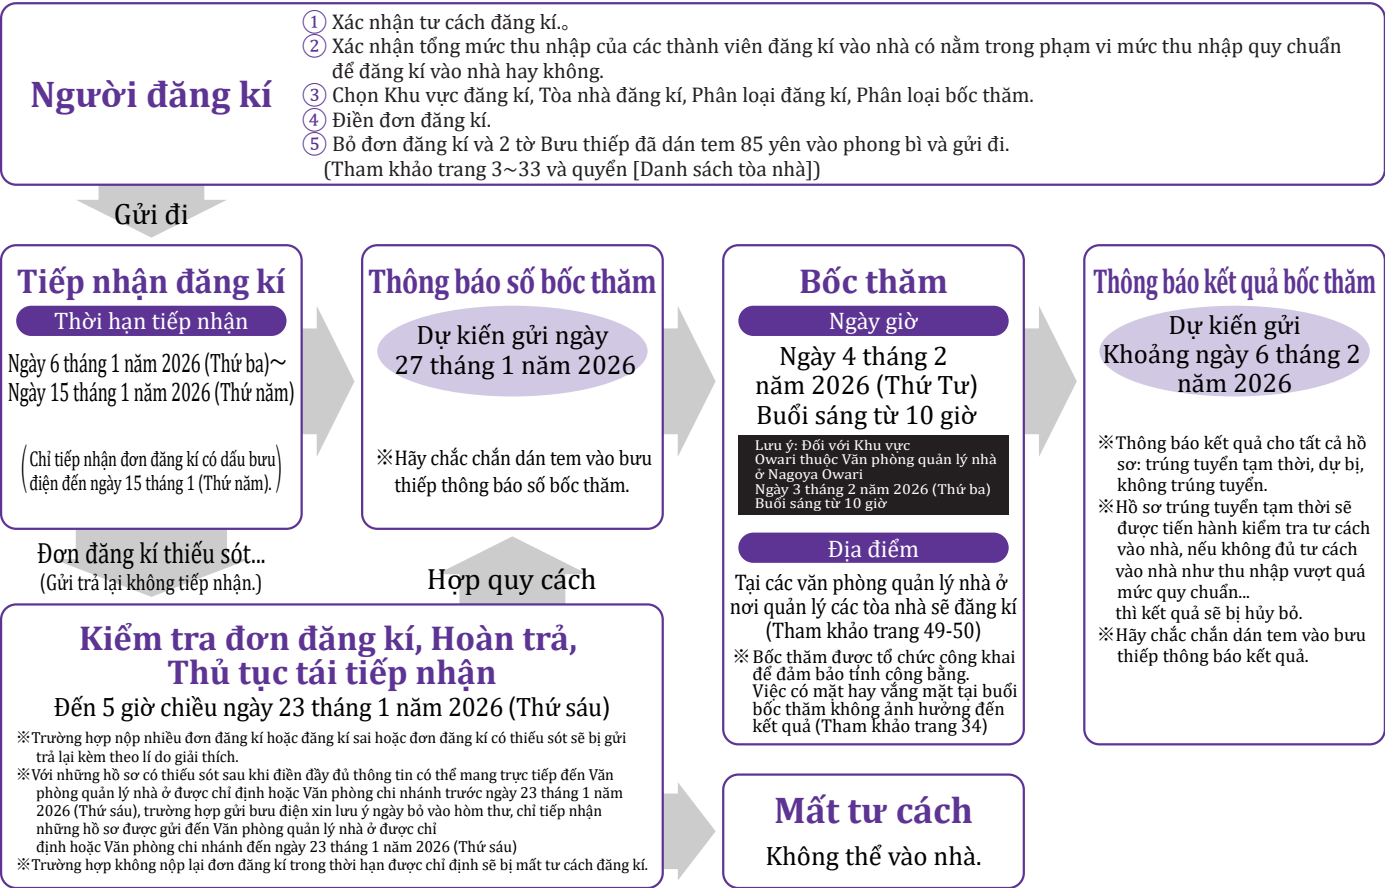 Người đăng kí
① Xác nhận tư cách đăng kí.。
② Xác nhận tổng mức thu nhập của các thành viên đăng kí vào nhà có nằm trong phạm vi mức thu nhập quy chuẩn
để đăng kí vào nhà hay không.
③ Chọn Khu vực đăng kí, Tòa nhà đăng kí, Phân loại đăng kí, Phân loại bốc thăm.
④ Điền đơn đăng kí.
⑤ Bỏ đơn đăng kí và 2 tờ Bưu thiếp đã dán tem 85 yên vào phong bì và gửi đi.
(Tham khảo trang 3~33 và quyển [Danh sách tòa nhà])
Gửi đi
Tiếp nhận đăng kí
Thời hạn tiếp nhận
Ngày 6 tháng 1 năm 2026 (Thứ ba)～
Ngày 15 tháng 1 năm 2026 (Thứ năm)
(Chỉ tiếp nhận đơn đăng kí có dấu bưu
điện đến ngày 15 tháng 1 (Thứ năm).)
Đơn đăng kí thiếu sót...
(Gửi trả lại không tiếp nhận.)
Thông báo số bốc thăm
Dự kiến gửi ngày
27 tháng 1 năm 2026
※Hãy chắc chắn dán tem vào bưu
thiếp thông báo số bốc thăm.
Hợp quy cách
Bốc thăm
Ngày giờ
Ngày 4 tháng 2
năm 2026 (Thứ Tư)
Buổi sáng từ 10 giờ
Lưu ý: Đối với Khu vực
Owari thuộc Văn phòng quản lý nhà
ở Nagoya Owari
Ngày 3 tháng 2 năm 2026 (Thứ ba)
Buổi sáng từ 10 giờ
Địa điểm
Tại các văn phòng quản lý nhà ở
nơi quản lý các tòa nhà sẽ đăng kí
(Tham khảo trang 49-50)
※Bốc thăm được tổ chức công khai
để đảm bảo tính công bằng.
Việc có mặt hay vắng mặt tại buổi
bốc thăm không ảnh hưởng đến
kết quả (Tham khảo trang 34)
Thông báo kết quả bốc thăm
Dự kiến gửi
Khoảng ngày 6 tháng 2
năm 2026
※Thông báo kết quả cho tất cả hồ
sơ: trúng tuyển tạm thời, dự bị,
không trúng tuyển.
※Hồ sơ trúng tuyển tạm thời sẽ
được tiến hành kiểm tra tư cách
vào nhà, nếu không đủ tư cách
vào nhà như thu nhập vượt quá
mức quy chuẩn...
thì kết quả sẽ bị hủy bỏ.
※Hãy chắc chắn dán tem vào bưu
thiếp thông báo kết quả.
Kiểm tra đơn đăng kí, Hoàn trả,
Thủ tục tái tiếp nhận
Đến 5 giờ chiều ngày 23 tháng 1 năm 2026 (Thứ sáu)
※Trường hợp nộp nhiều đơn đăng kí hoặc đăng kí sai hoặc đơn đăng kí có thiếu sót sẽ bị gửi
trả lại kèm theo lí do giải thích.
※Với những hồ sơ có thiếu sót sau khi điền đầy đủ thông tin có thể mang trực tiếp đến Văn
phòng quản lý nhà ở được chỉ định hoặc Văn phòng chi nhánh trước ngày 23 tháng 1 năm
2026 (Thứ sáu), trường hợp gửi bưu điện xin lưu ý ngày bỏ vào hòm thư, chỉ tiếp nhận
những hồ sơ được gửi đến Văn phòng quản lý nhà ở được chỉ
định hoặc Văn phòng chi nhánh đến ngày 23 tháng 1 năm 2026 (Thứ sáu)
※Trường hợp không nộp lại đơn đăng kí trong thời hạn được chỉ định sẽ bị mất tư cách đăng kí.
Mất tư cách
Không thể vào nhà.